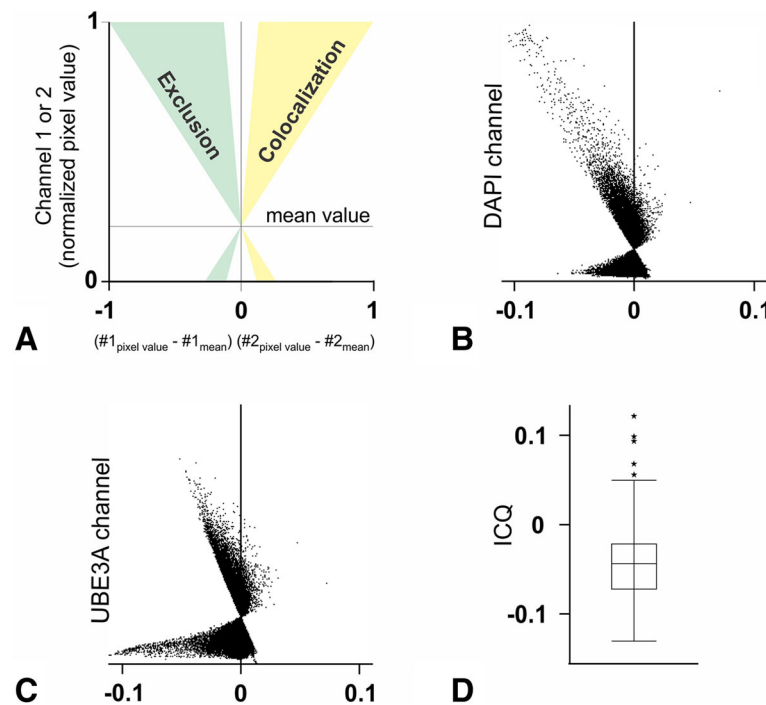 1
Channel 1 or 2
(normalized pixel value)
Exclusion
Colocalization
mean value
0
-1
0
1
(#1pixel value - #1mean) (#2pixel value - #2mean)
A
DAPI channel
-0.1
0
0.1
B
UBE3A channel
-0.1
0
0.1
C
ICQ
0.1
0
-0.1
D